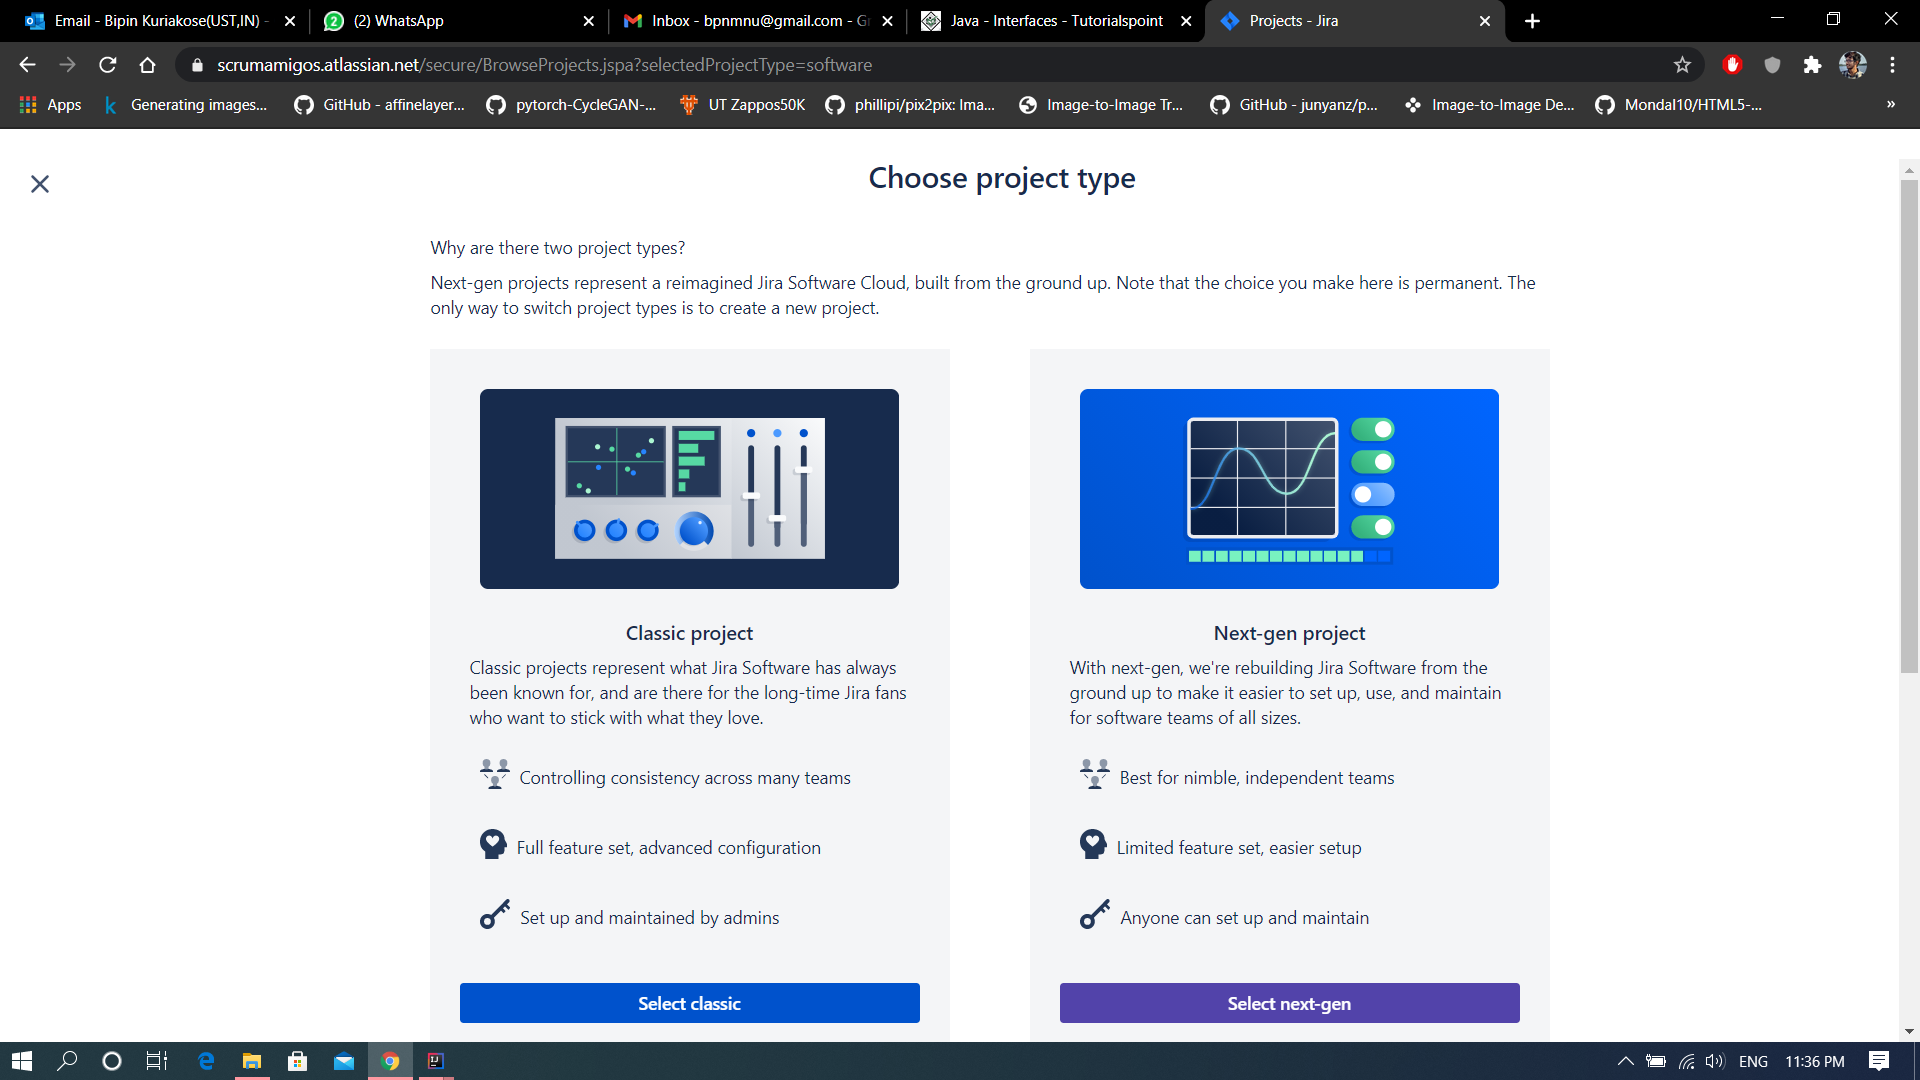 Email - Bipin Kuriakose(UST,IN) -
(2) WhatsApp
Inbox - bpnmnu@gmail.com - G
Java - Interfaces - Tutorialspoint
Projects - Jira
scrumamigos.atlassian.net/secure/BrowseProjects.jspa?selectedProjectType=software
Apps
Generating images...
GitHub - affinelayer...
pytorch-CycleGAN-...
UT Zappos50K
phillipi/pix2pix: Ima...
Image-to-Image Tr...
GitHub - junyanz/p...
Image-to-Image De...
Mondal10/HTML5-...
»
Choose project type
Why are there two project types?
Next-gen projects represent a reimagined Jira Software Cloud, built from the ground up. Note that the choice you make here is permanent. The
only way to switch project types is to create a new project.
Classic project
Classic projects represent what Jira Software has always
been known for, and are there for the long-time Jira fans
who want to stick with what they love.
Controlling consistency across many teams
Full feature set, advanced configuration
Set up and maintained by admins
Select classic
Next-gen project
With next-gen, we're rebuilding Jira Software from the
ground up to make it easier to set up, use, and maintain
for software teams of all sizes.
Best for nimble, independent teams
Limited feature set, easier setup
Anyone can set up and maintain
Select next-gen
ENG
11:36 PM